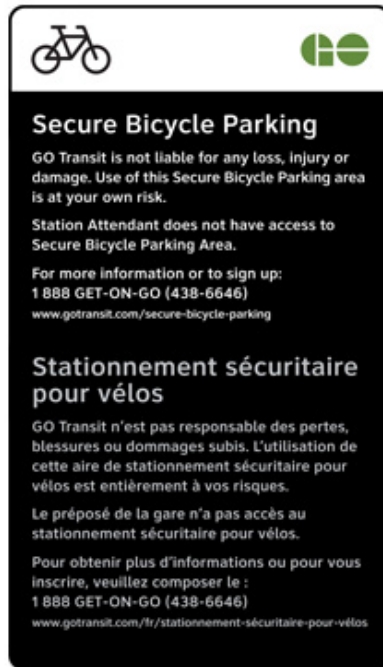 GO
Secure Bicycle Parking
GO Transit is not liable for any loss, injury or
damage. Use of this Secure Bicycle Parking area
is at your own risk.
Station Attendant does not have access to
Secure Bicycle Parking Area.
For more information or to sign up:
1 888 GET-ON-GO (438-6646)
www.gotransit.com/secure-bicycle-parking
Stationnement sécuritaire
pour vélos
GO Transit n'est pas responsable des pertes,
blessures ou dommages subis. L'utilisation de
cette aire de stationnement sécuritaire pour
vélos est entièrement à vos risques.
Le préposé de la gare n'a pas accès au
stationnement sécuritaire pour vélos.
Pour obtenir plus d'informations ou pour vous
inscrire, veuillez composer le :
1 888 GET-ON-GO (438-6646)
www.gotransit.com/fr/stationnement-sécuritaire-pour-vélos